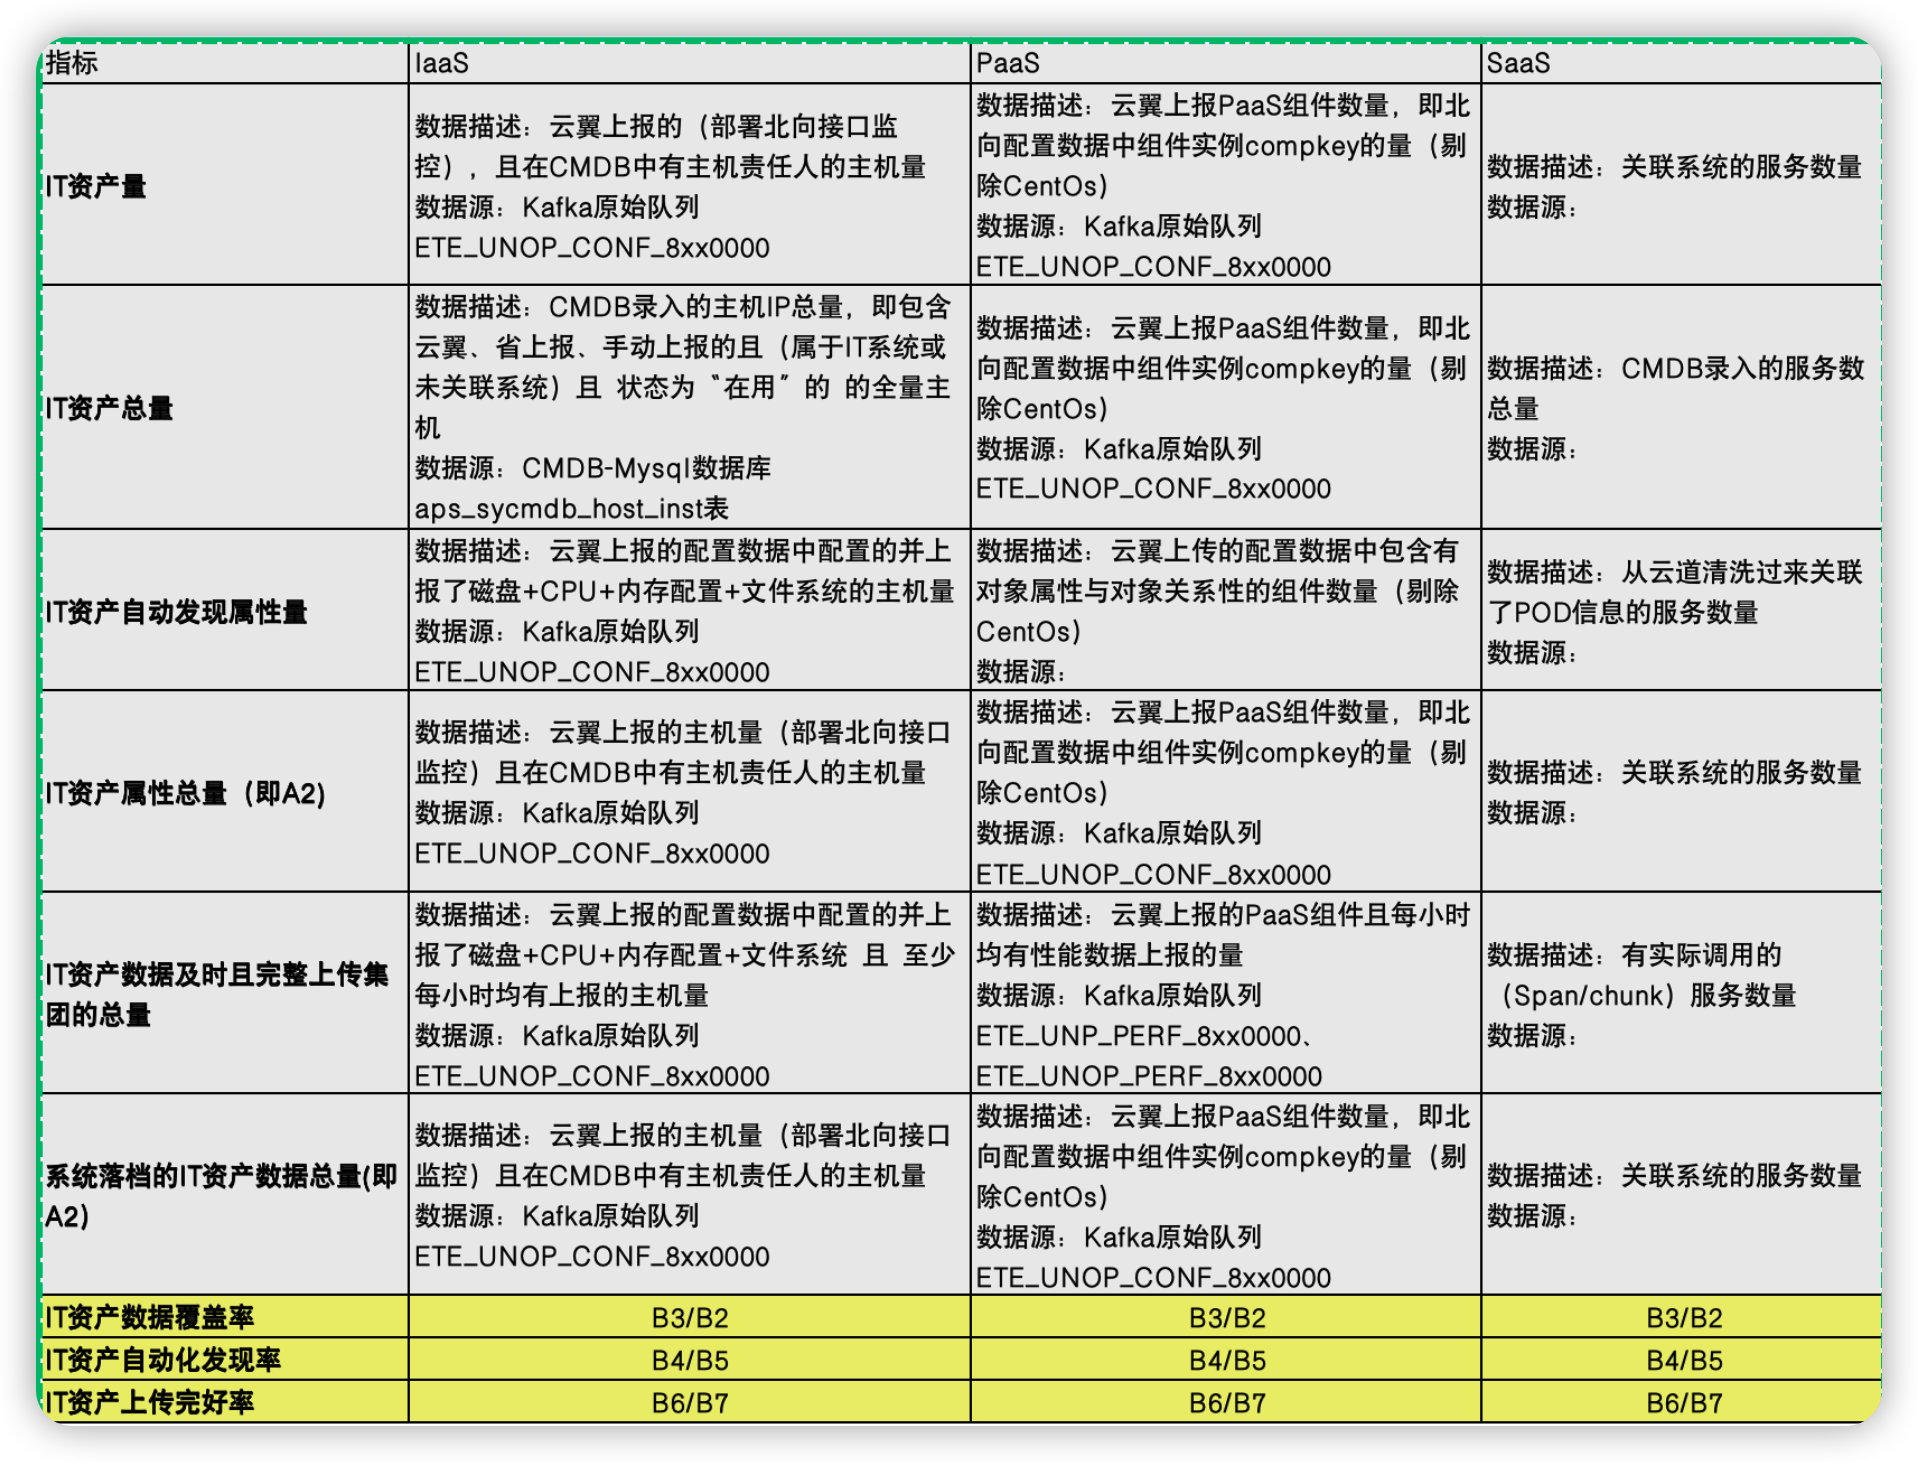 指标
IaaS
PaaS
SaaS
IT资产量
数据描述：云翼上报的（部署北向接口监
控），且在CMDB中有主机责任人的主机量
数据源：Kafka原始队列
ETE_UNOP_CONF_8xx0000
数据描述：云翼上报PaaS组件数量，即北
向配置数据中组件实例compkey的量（剔
除CentOs）
数据源：Kafka原始队列
ETE_UNOP_CONF_8xx0000
数据描述：关联系统的服务数量
数据源：
IT资产总量
数据描述：CMDB录入的主机IP总量，即包含
云翼、省上报、手动上报的且（属于IT系统或
未关联系统）且 状态为〝在用〞的 的全量主
机
数据源：CMDB-Mysql数据库
aps_sycmdb_host_inst表
数据描述：云翼上报PaaS组件数量，即北
向配置数据中组件实例compkey的量（剔
除CentOs）
数据源：Kafka原始队列
ETE_UNOP_CONF_8xx0000
数据描述：CMDB录入的服务数
总量
数据源：
IT资产自动发现属性量
数据描述：云翼上报的配置数据中配置的并上
报了磁盘+CPU+内存配置+文件系统的主机量
数据源：Kafka原始队列
ETE_UNOP_CONF_8xx0000
数据描述：云翼上传的配置数据中包含有
对象属性与对象关系性的组件数量（剔除
CentOs）
数据源：
数据描述：从云道清洗过来关联
了POD信息的服务数量
数据源：
IT资产属性总量（即A2)
数据描述：云翼上报的主机量（部署北向接口
监控）且在CMDB中有主机责任人的主机量
数据源：Kafka原始队列
ETE_UNOP_CONF_8xx0000
数据描述：云翼上报PaaS组件数量，即北
向配置数据中组件实例compkey的量（剔
除CentOs）
数据源：Kafka原始队列
ETE_UNOP_CONF_8xx0000
数据描述：关联系统的服务数量
数据源：
IT资产数据及时且完整上传集
团的总量
数据描述：云翼上报的配置数据中配置的并上
报了磁盘+CPU+内存配置+文件系统 且 至少
每小时均有上报的主机量
数据源：Kafka原始队列
ETE_UNOP_CONF_8xx0000
数据描述：云翼上报的PaaS组件且每小时
均有性能数据上报的量
数据源：Kafka原始队列
ETE_UNP_PERF_8xx0000、
ETE_UNOP_PERF_8xx0000
数据描述：有实际调用的
（Span/chunk）服务数量
数据源：
系统落档的IT资产数据总量(即
A2)
数据描述：云翼上报的主机量（部署北向接口
监控）且在CMDB中有主机责任人的主机量
数据源：Kafka原始队列
ETE_UNOP_CONF_8xx0000
数据描述：云翼上报PaaS组件数量，即北
向配置数据中组件实例compkey的量（剔
除CentOs）
数据源：Kafka原始队列
ETE_UNOP_CONF_8xx0000
数据描述：关联系统的服务数量
数据源：
IT资产数据覆盖率
B3/B2
B3/B2
B3/B2
IT资产自动化发现率
B4/B5
B4/B5
B4/B5
IT资产上传完好率
B6/B7
B6/B7
B6/B7